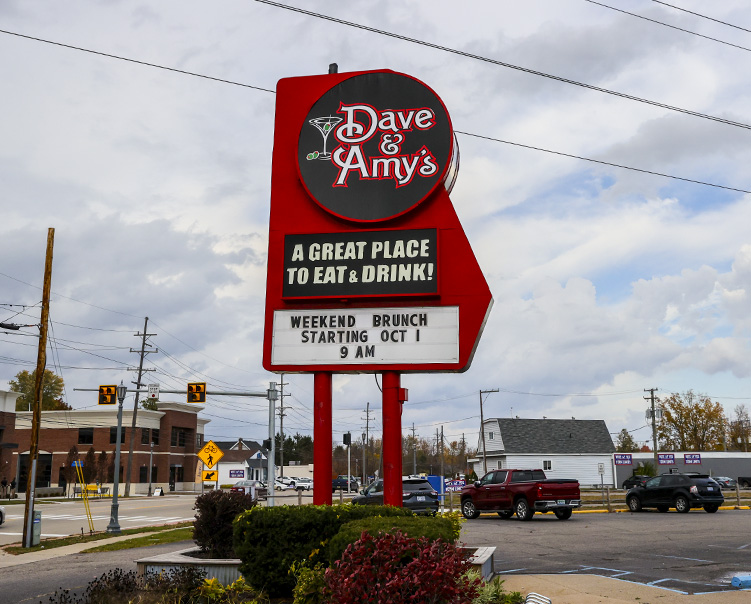 Dave
&
Amy's
A GREAT PLACE
TO EAT & DRINK!
WEEKEND BRUNCH
STARTING OCT 1
9 AM